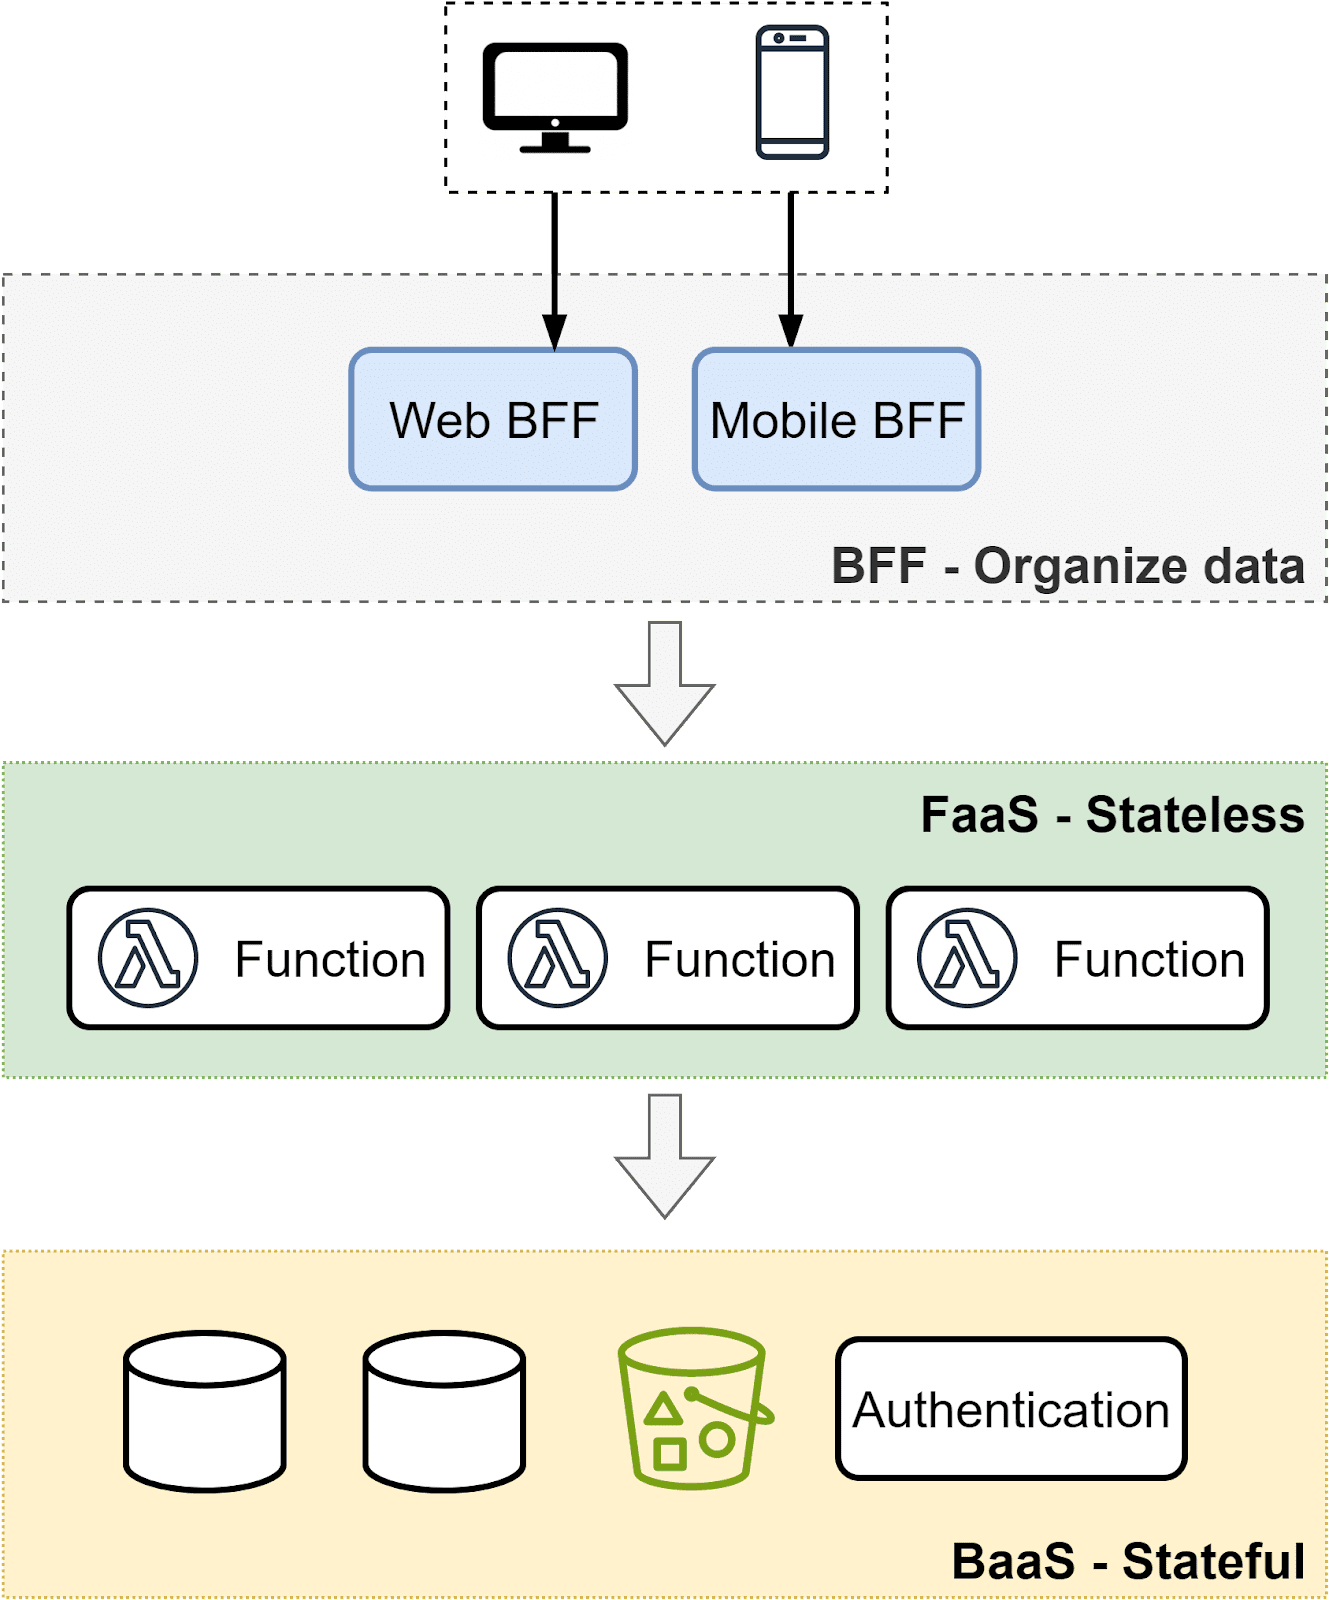 Web BFF
Mobile BFF
BFF - Organize data
FaaS - Stateless
Function
Function
Function
Authentication
BaaS - Stateful